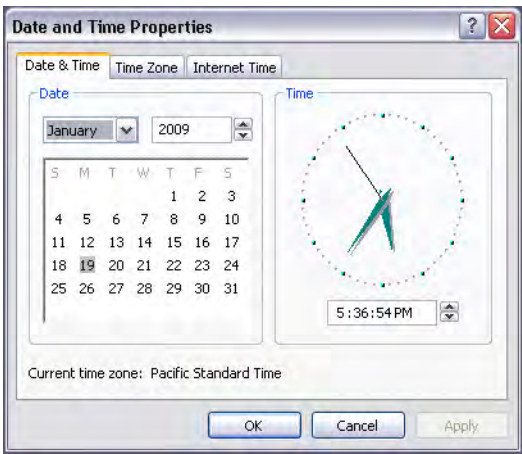 Date and Time Properties
Date & Time Time Zone Internet Time
Date
January 2009
S M T W T F S
1 2 3
4 5 6 7 8 9 10
11 12 13 14 15 16 17
18 19 20 21 22 23 24
25 26 27 28 29 30 31
Time
5:36:54 PM
Current time zone: Pacific Standard Time
OK Cancel Apply